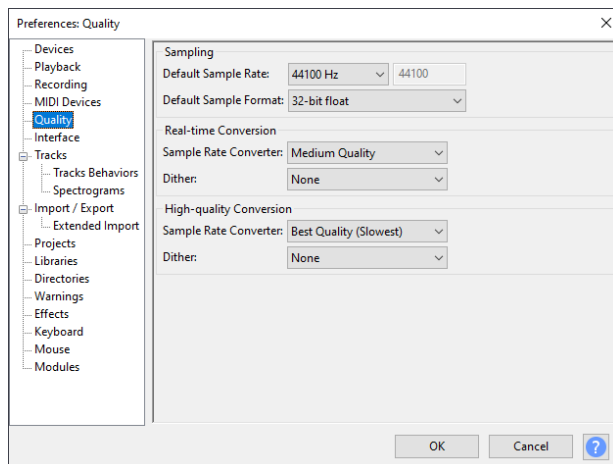 Preferences: Quality
Devices
Playback
Recording
MIDI Devices
Quality
Interface
Tracks
Tracks Behaviors
Spectrograms
Import / Export
Extended Import
Projects
Libraries
Directories
Warnings
Effects
Keyboard
Mouse
Modules
Sampling
Default Sample Rate: 44100 Hz 44100
Default Sample Format: 32-bit float
Real-time Conversion
Sample Rate Converter: Medium Quality
Dither: None
High-quality Conversion
Sample Rate Converter: Best Quality (Slowest)
Dither: None
OK Cancel ?